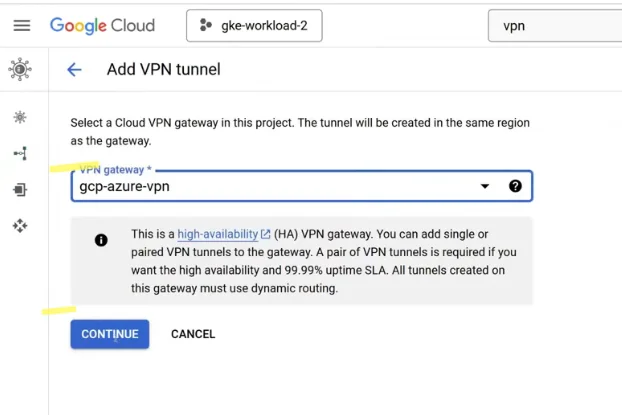 Google Cloud
gke-workload-2
vpn
Add VPN tunnel
Select a Cloud VPN gateway in this project. The tunnel will be created in the same region
as the gateway.
VPN gateway *
gcp-azure-vpn
This is a high-availability (HA) VPN gateway. You can add single or
paired VPN tunnels to the gateway. A pair of VPN tunnels is required if you
want the high availability and 99.99% uptime SLA. All tunnels created on
this gateway must use dynamic routing.
CONTINUE
CANCEL